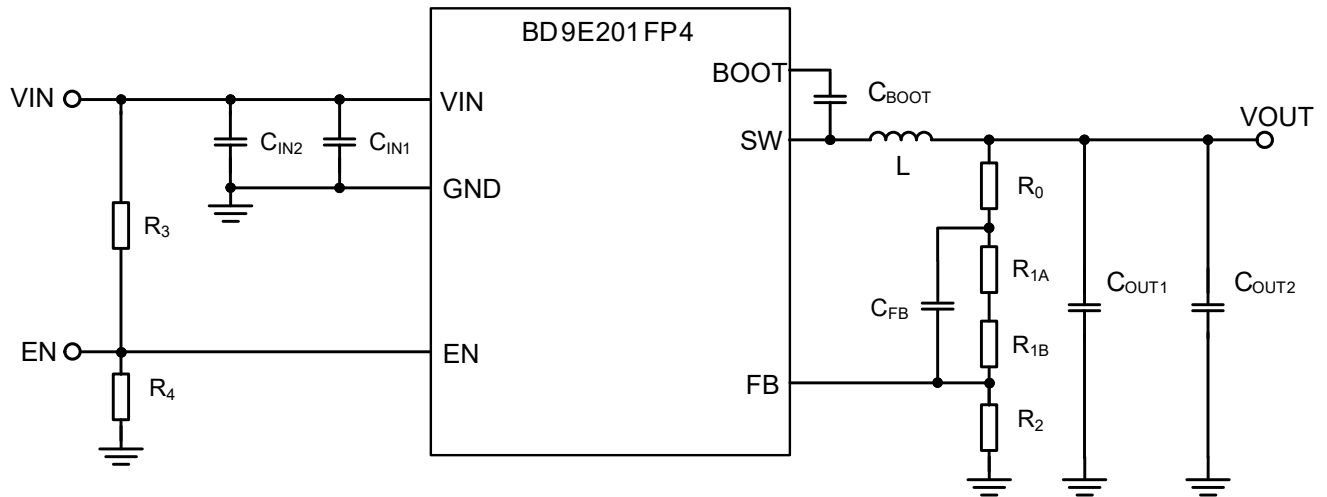 BD9E201FP4
BOOT
CBOOT
VIN
VIN
VOUT
CIN2
CIN1
SW
L
GND
R0
R3
R1A
COUT1
COUT2
CFB
R1B
EN
EN
FB
R4
R2